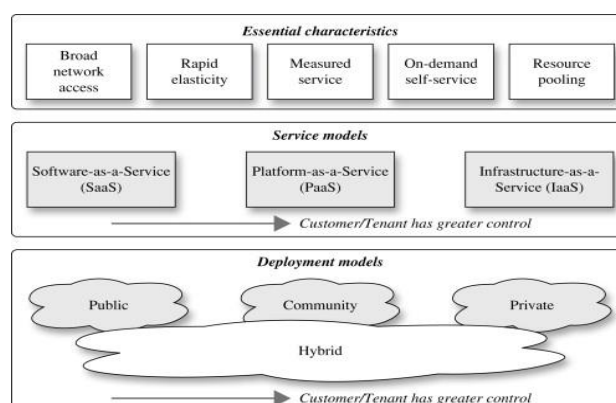 Essential characteristics
Broad
network
access
Rapid
elasticity
Measured
service
On-demand
self-service
Resource
pooling
Service models
Software-as-a-Service
(SaaS)
Platform-as-a-Service
(PaaS)
Infrastructure-as-a-
Service (IaaS)
Customer/Tenant has greater control
Deployment models
Public
Community
Private
Hybrid
Customer/Tenant has greater control